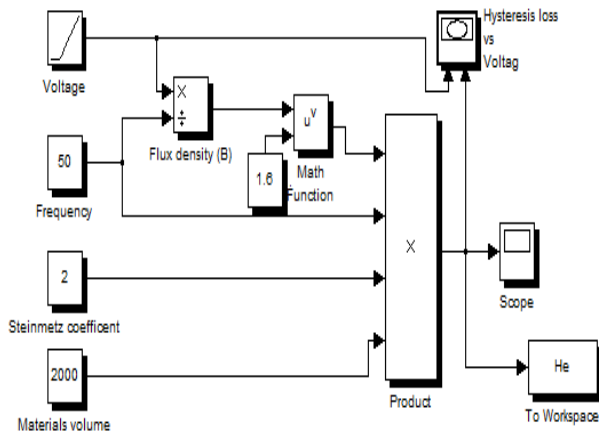 Hysteresis loss
vs
Voltag
Voltage
×
÷
Flux density (B)
u^v
Math
Function
1.6
50
Frequency
×
Product
2
Steinmetz coefficent
Scope
2000
Materials volume
He
To Workspace